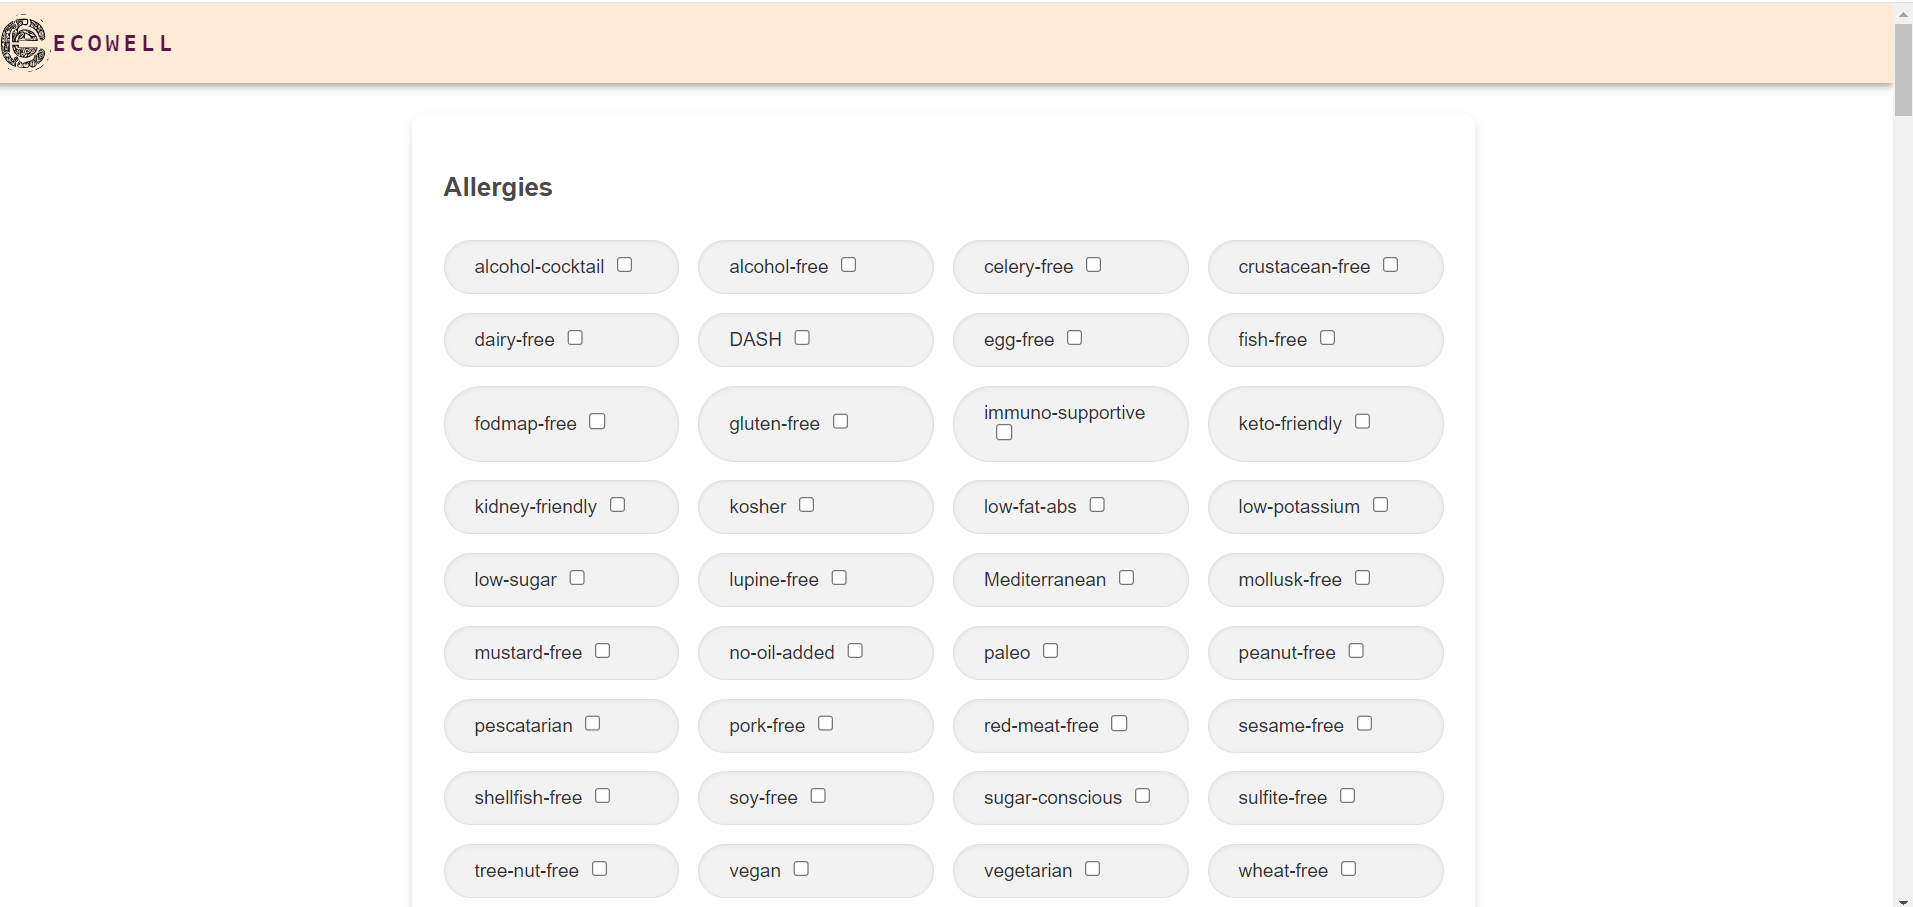 ECOWELL
Allergies
alcohol-cocktail alcohol-free celery-free crustacean-free
dairy-free DASH egg-free fish-free
fodmap-free gluten-free immuno-supportive keto-friendly
kidney-friendly kosher low-fat-abs low-potassium
low-sugar lupine-free Mediterranean mollusk-free
mustard-free no-oil-added paleo peanut-free
pescatarian pork-free red-meat-free sesame-free
shellfish-free soy-free sugar-conscious sulfite-free
tree-nut-free vegan vegetarian wheat-free